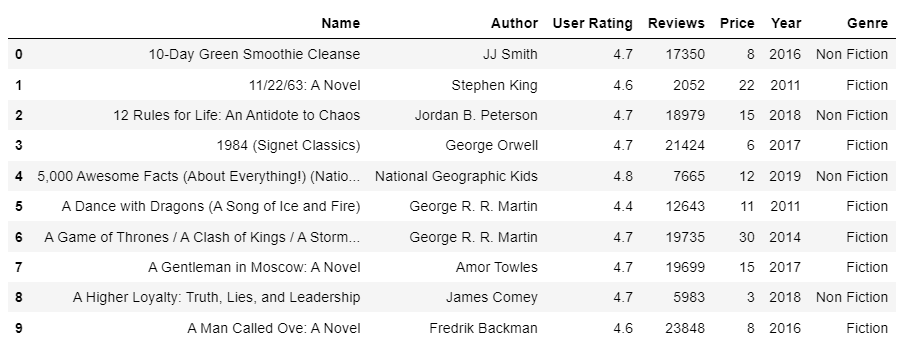 Name Author User Rating Reviews Price Year Genre
0 10-Day Green Smoothie Cleanse JJ Smith 4.7 17350 8 2016 Non Fiction
1 11/22/63: A Novel Stephen King 4.6 2052 22 2011 Fiction
2 12 Rules for Life: An Antidote to Chaos Jordan B. Peterson 4.7 18979 15 2018 Non Fiction
3 1984 (Signet Classics) George Orwell 4.7 21424 6 2017 Fiction
4 5,000 Awesome Facts (About Everything!) (Natio... National Geographic Kids 4.8 7665 12 2019 Non Fiction
5 A Dance with Dragons (A Song of Ice and Fire) George R. R. Martin 4.4 12643 11 2011 Fiction
6 A Game of Thrones / A Clash of Kings / A Storm... George R. R. Martin 4.7 19735 30 2014 Fiction
7 A Gentleman in Moscow: A Novel Amor Towles 4.7 19699 15 2017 Fiction
8 A Higher Loyalty: Truth, Lies, and Leadership James Comey 4.7 5983 3 2018 Non Fiction
9 A Man Called Ove: A Novel Fredrik Backman 4.6 23848 8 2016 Fiction